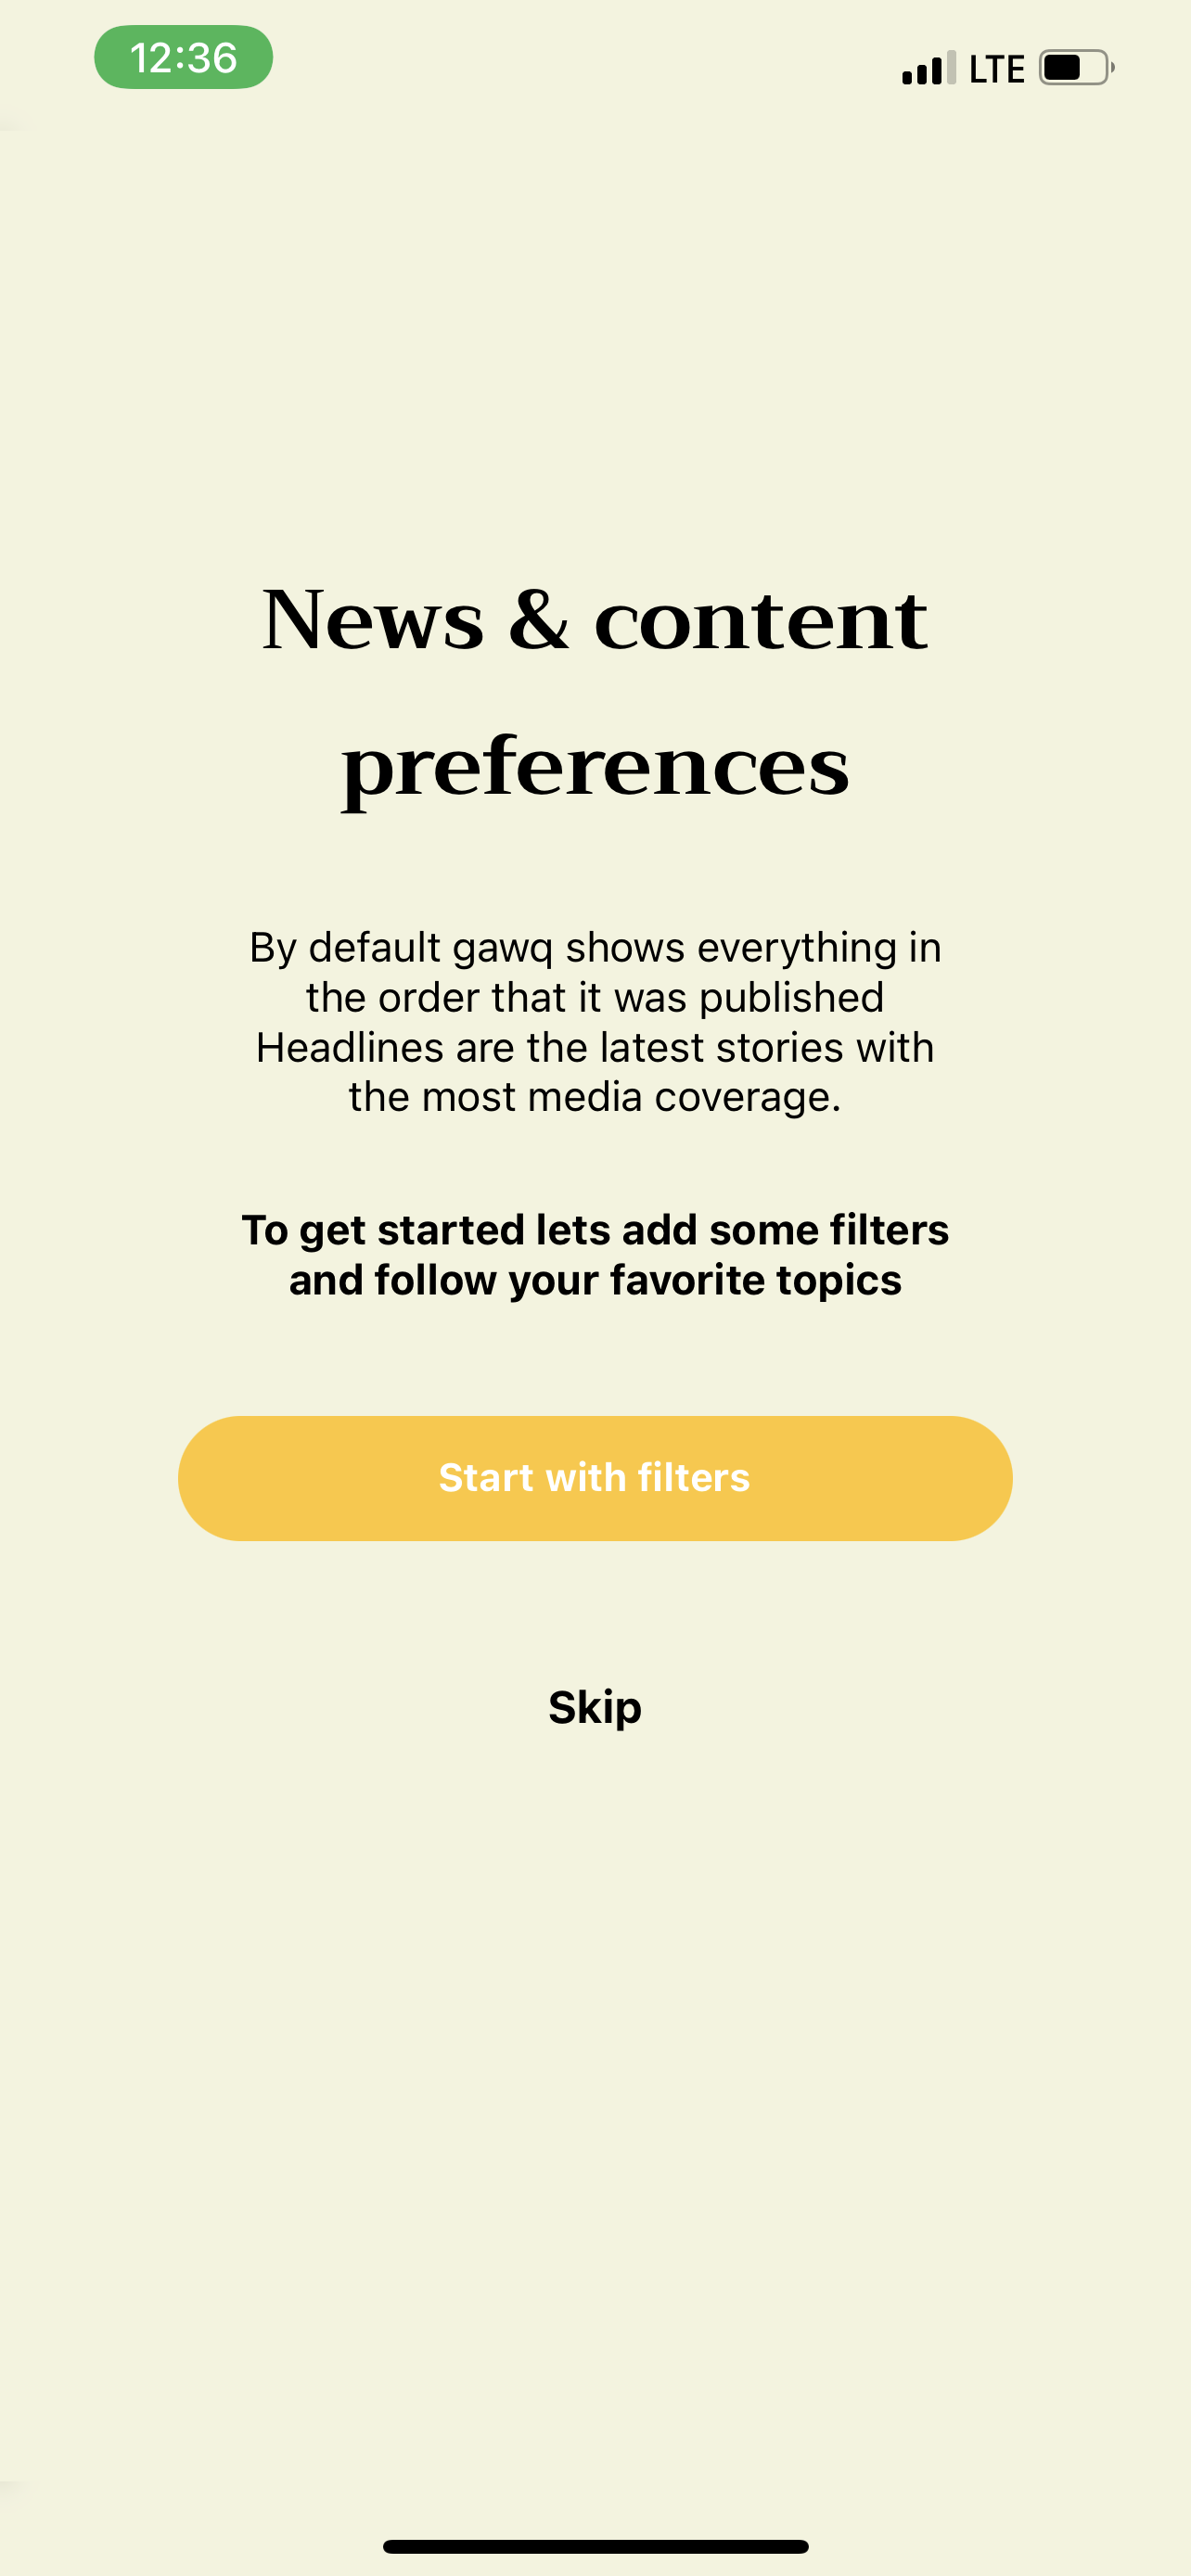 12:36
LTE
News & content
preferences
By default gawq shows everything in
the order that it was published
Headlines are the latest stories with
the most media coverage.
To get started lets add some filters
and follow your favorite topics
Start with filters
Skip